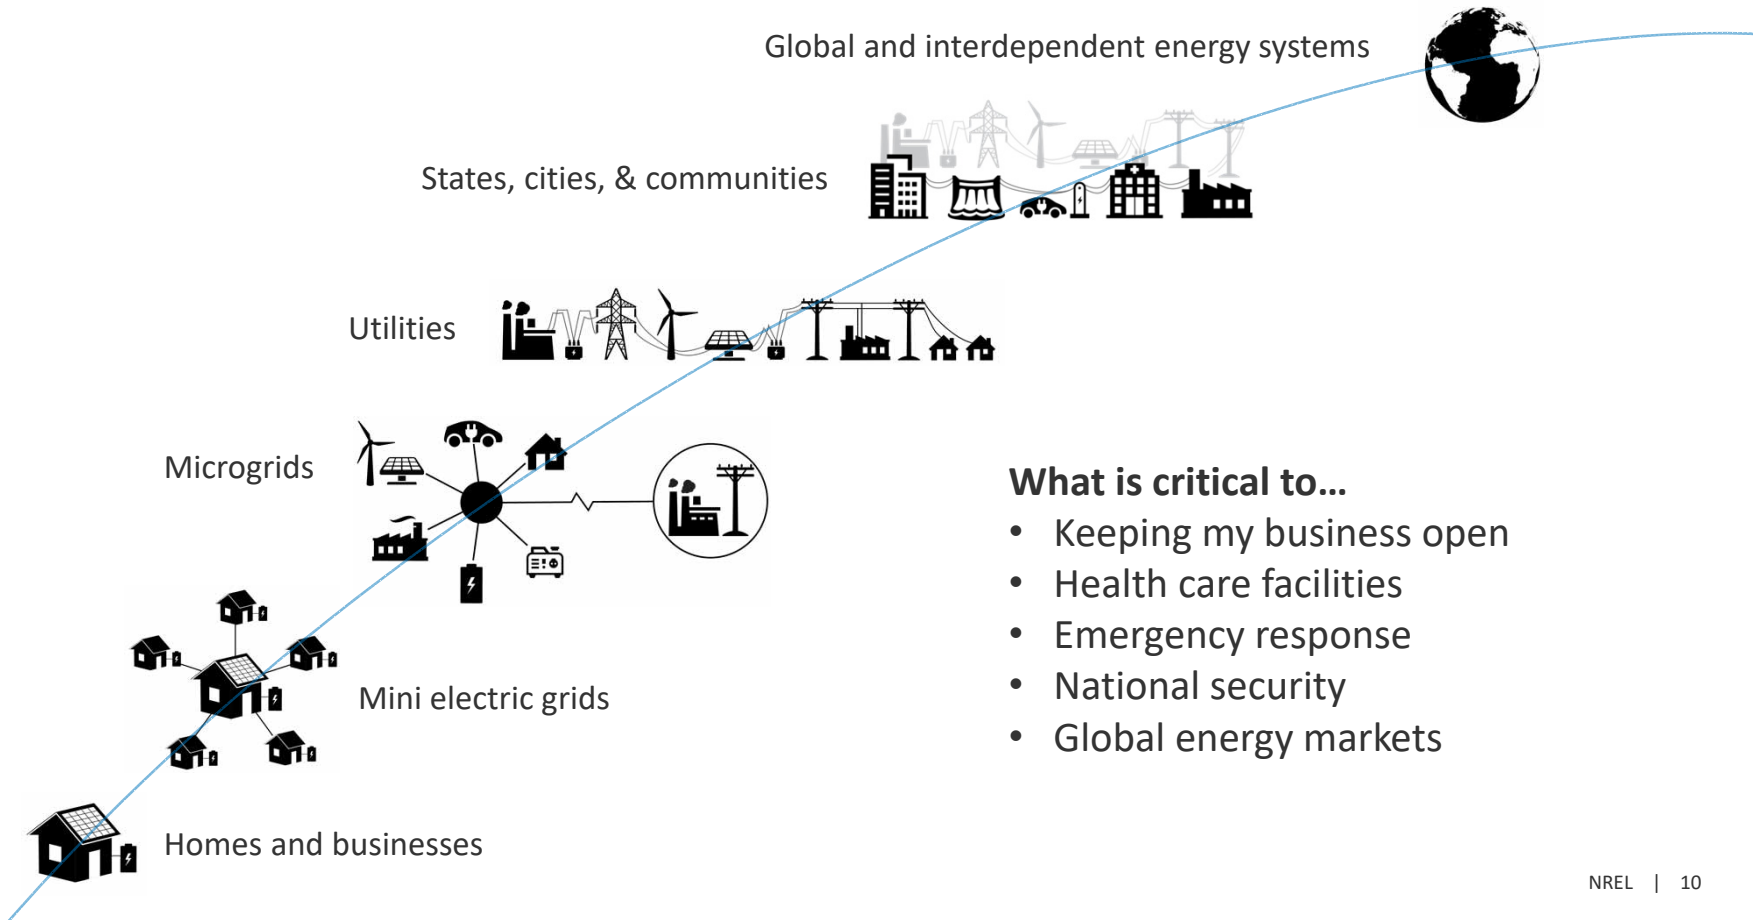 Global and interdependent energy systems
States, cities, & communities
Utilities
Microgrids
What is critical to…
• Keeping my business open
• Health care facilities
• Emergency response
• National security
• Global energy markets
Mini electric grids
Homes and businesses
NREL | 10